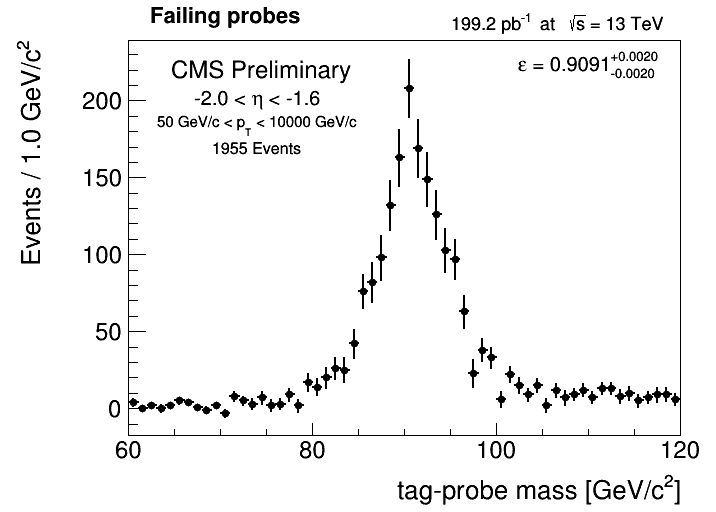 Failing probes
199.2 pb⁻¹ at √s = 13 TeV
CMS Preliminary
ε = 0.9091 +0.0020 -0.0020
-2.0 < η < -1.6
50 GeV/c < p_T < 10000 GeV/c
1955 Events
Events / 1.0 GeV/c²
200
150
100
50
0
60 80 100 120
tag-probe mass [GeV/c²]